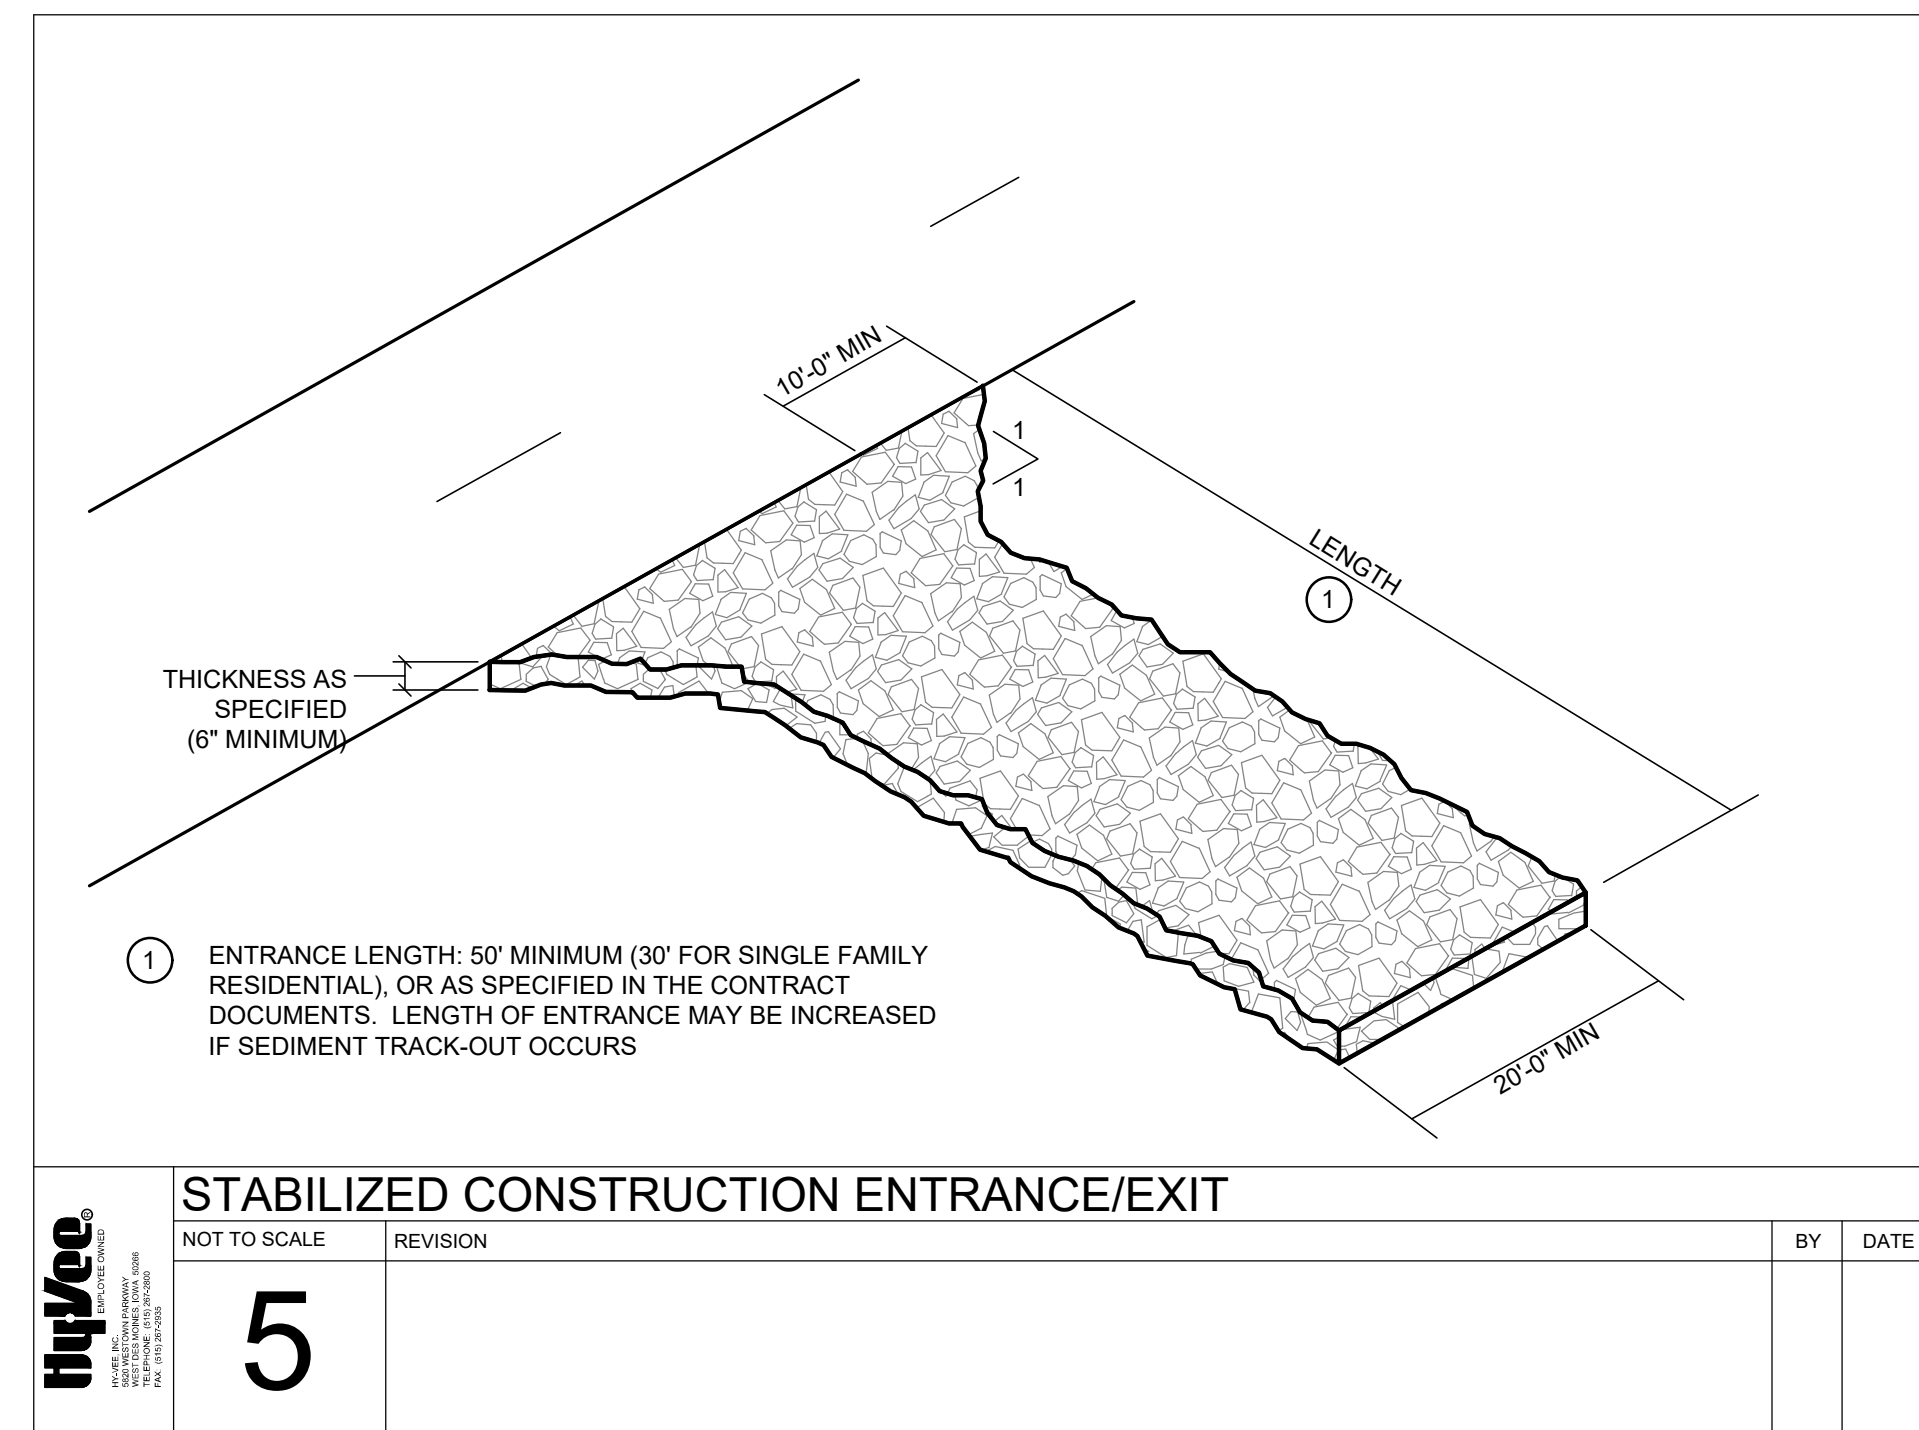 10'-0" MIN
1
1
LENGTH
1
THICKNESS AS
SPECIFIED
(6" MINIMUM)
1
ENTRANCE LENGTH: 50' MINIMUM (30' FOR SINGLE FAMILY
RESIDENTIAL), OR AS SPECIFIED IN THE CONTRACT
DOCUMENTS. LENGTH OF ENTRANCE MAY BE INCREASED
IF SEDIMENT TRACK-OUT OCCURS
20'-0" MIN
STABILIZED CONSTRUCTION ENTRANCE/EXIT
NOT TO SCALE
REVISION
BY
DATE
5
Hy-Vee®
EMPLOYEE OWNED
HY-VEE, INC.
5820 WESTOWN PARKWAY
WEST DES MOINES, IOWA 50266
TELEPHONE: (515) 267-2800
FAX: (515) 267-2935